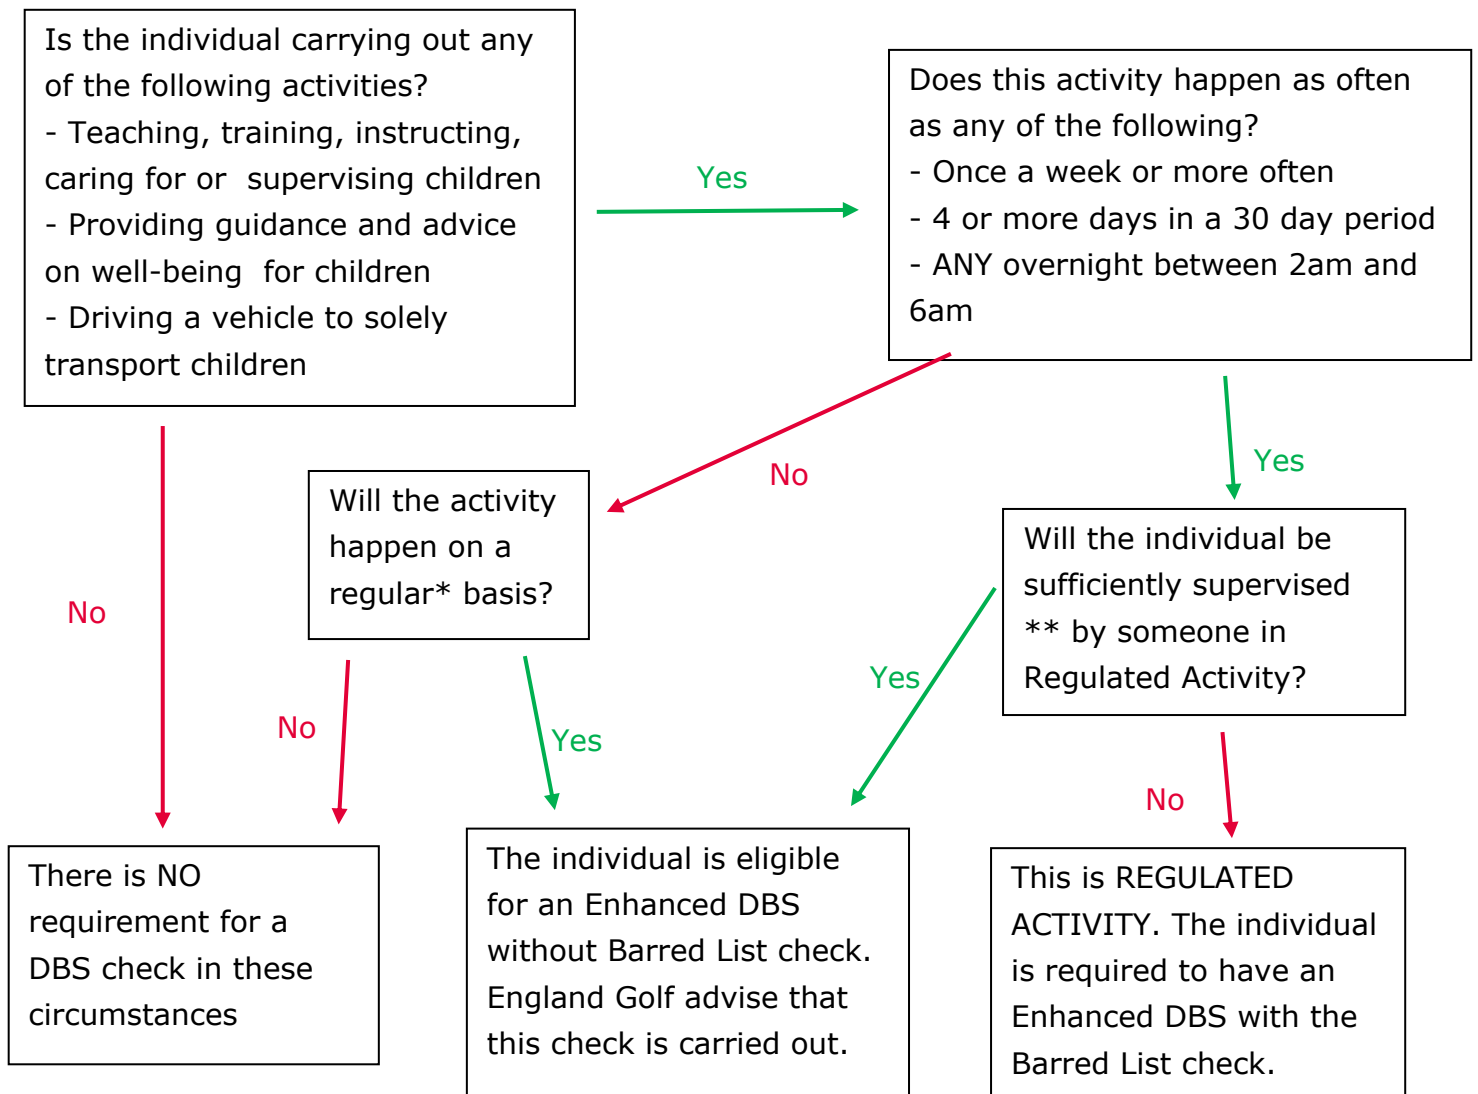 Is the individual carrying out any
of the following activities?
- Teaching, training, instructing,
caring for or  supervising children
- Providing guidance and advice
on well-being  for children
- Driving a vehicle to solely
transport children
Yes
Does this activity happen as often
as any of the following?
- Once a week or more often
- 4 or more days in a 30 day period
- ANY overnight between 2am and
6am
No
Yes
No
Will the activity
happen on a
regular* basis?
Will the individual be
sufficiently supervised
** by someone in
Regulated Activity?
No
Yes
Yes
No
There is NO
requirement for a
DBS check in these
circumstances
The individual is eligible
for an Enhanced DBS
without Barred List check.
England Golf advise that
this check is carried out.
This is REGULATED
ACTIVITY. The individual
is required to have an
Enhanced DBS with the
Barred List check.